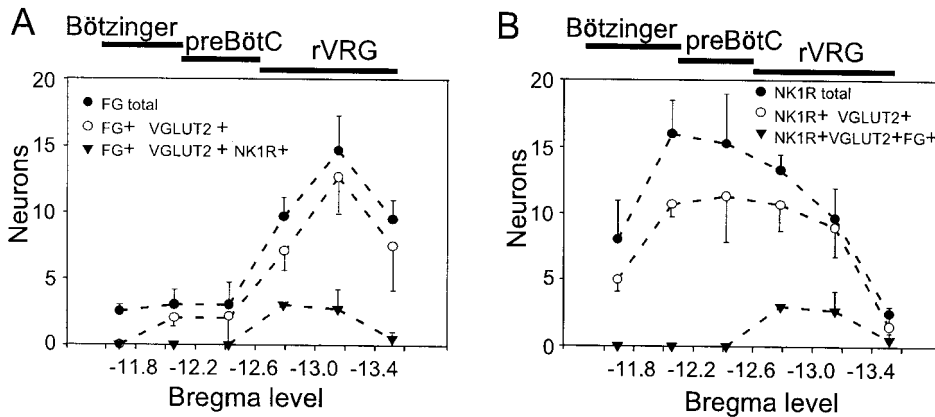 A
Bötzinger
preBötC
rVRG
20
15
10
5
0
Neurons
FG total
FG+ VGLUT2 +
FG+ VGLUT2 + NK1R+
-11.8 -12.2 -12.6 -13.0 -13.4
Bregma level
B
Bötzinger
preBötC
rVRG
20
15
10
5
0
Neurons
NK1R total
NK1R+ VGLUT2+
NK1R+VGLUT2+FG+
-11.8 -12.2 -12.6 -13.0 -13.4
Bregma level